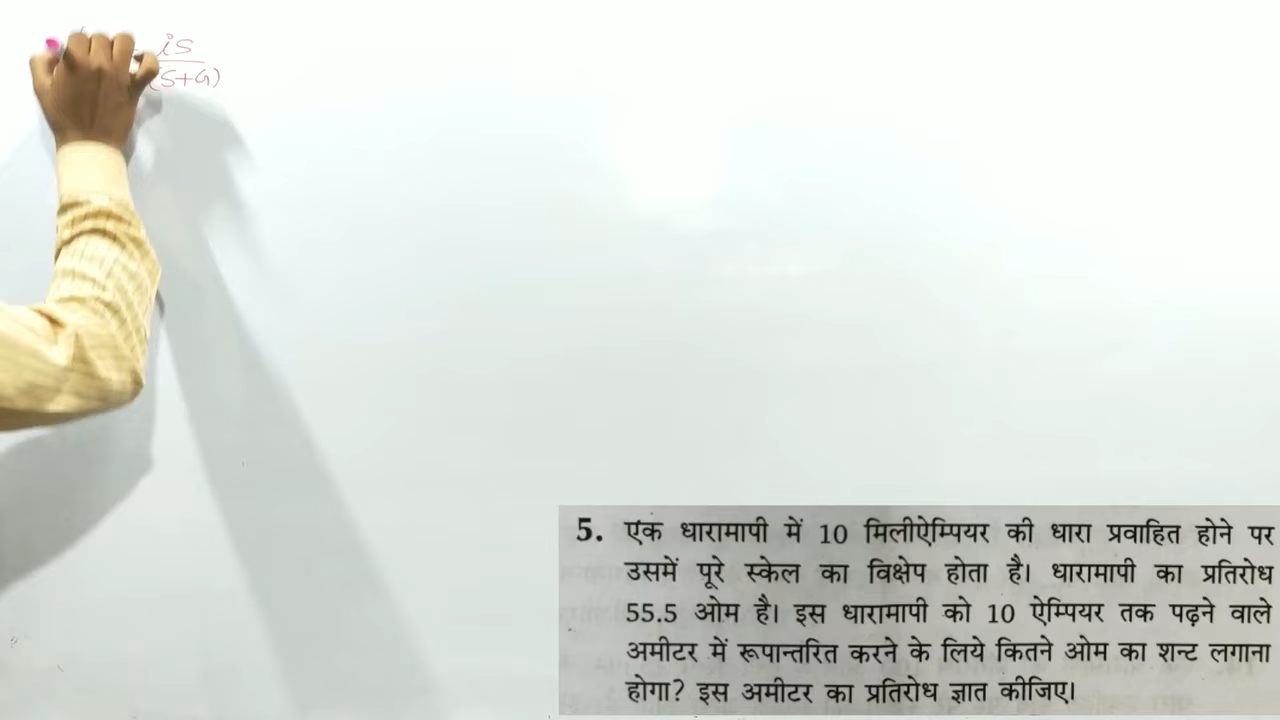 is
(S+G)
5. एक धारामापी में 10 मिलीऐम्पियर की धारा प्रवाहित होने पर
उसमें पूरे स्केल का विक्षेप होता है। धारामापी का प्रतिरोध
55.5 ओम है। इस धारामापी को 10 ऐम्पियर तक पढ़ने वाले
अमीटर में रूपान्तरित करने के लिये कितने ओम का शन्ट लगाना
होगा? इस अमीटर का प्रतिरोध ज्ञात कीजिए।